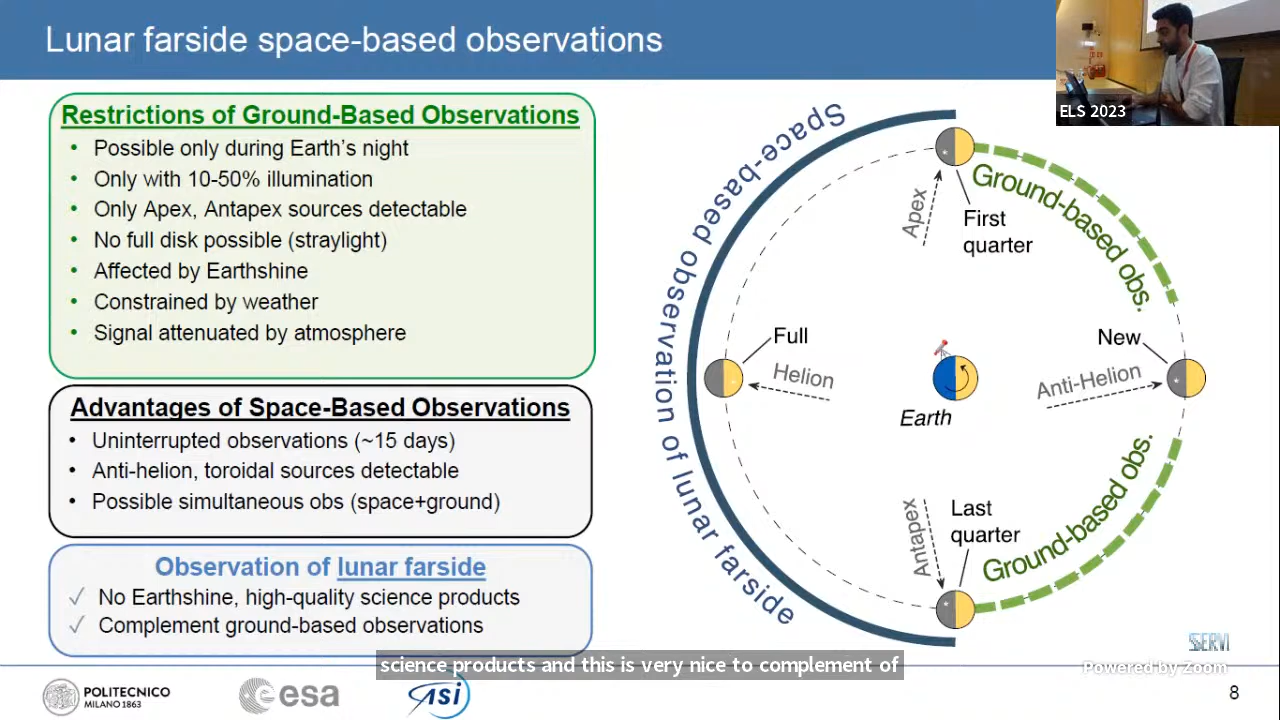 Lunar farside space-based observations
ELS 2023
Restrictions of Ground-Based Observations
• Possible only during Earth's night
• Only with 10-50% illumination
• Only Apex, Antapex sources detectable
• No full disk possible (straylight)
• Affected by Earthshine
• Constrained by weather
• Signal attenuated by atmosphere
Advantages of Space-Based Observations
• Uninterrupted observations (~15 days)
• Anti-helion, toroidal sources detectable
• Possible simultaneous obs (space+ground)
Observation of lunar farside
✓ No Earthshine, high-quality science products
✓ Complement ground-based observations
Space-based observation of lunar farside
Ground-based obs.
Apex
First
quarter
Full
Helion
New
Anti-Helion
Earth
Antapex
Last
quarter
Ground-based obs.
science products and this is very nice to complement of
SSERVI
Powered by Zoom
POLITECNICO
MILANO 1863
esa
ASI
8